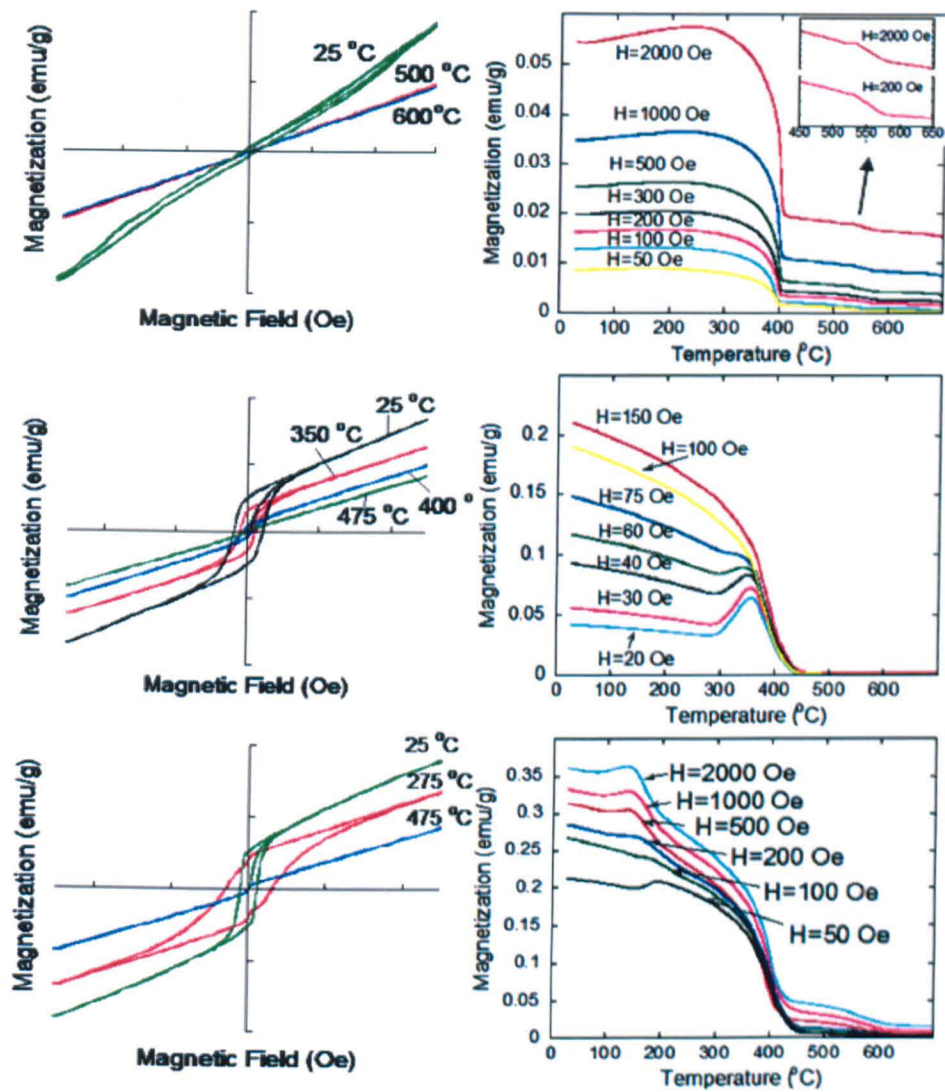 Magnetization (emu/g)
25 °C
500 °C
600°C
Magnetic Field (Oe)
Magnetization (emu/g)
0.05
0.04
0.03
0.02
0.01
0
H=2000 Oe
H=1000 Oe
H=500 Oe
H=300 Oe
H=200 Oe
H=100 Oe
H=50 Oe
H=2000 Oe
H=200 Oe
450 500 550 600 650
0 100 200 300 400 500 600
Temperature (°C)
Magnetization (emu/g)
25 °C
350 °C
400 °
475 °C
Magnetic Field (Oe)
Magnetization (emu/g)
0.2
0.15
0.1
0.05
0
H=150 Oe
H=100 Oe
H=75 Oe
H=60 Oe
H=40 Oe
H=30 Oe
H=20 Oe
0 100 200 300 400 500 600
Temperature (°C)
Magnetization (emu/g)
25 °C
275 °C
475 °C
Magnetic Field (Oe)
Magnetization (emu/g)
0.35
0.3
0.25
0.2
0.15
0.1
0.05
0
H=2000 Oe
H=1000 Oe
H=500 Oe
H=200 Oe
H=100 Oe
H=50 Oe
0 100 200 300 400 500 600
Temperature (°C)